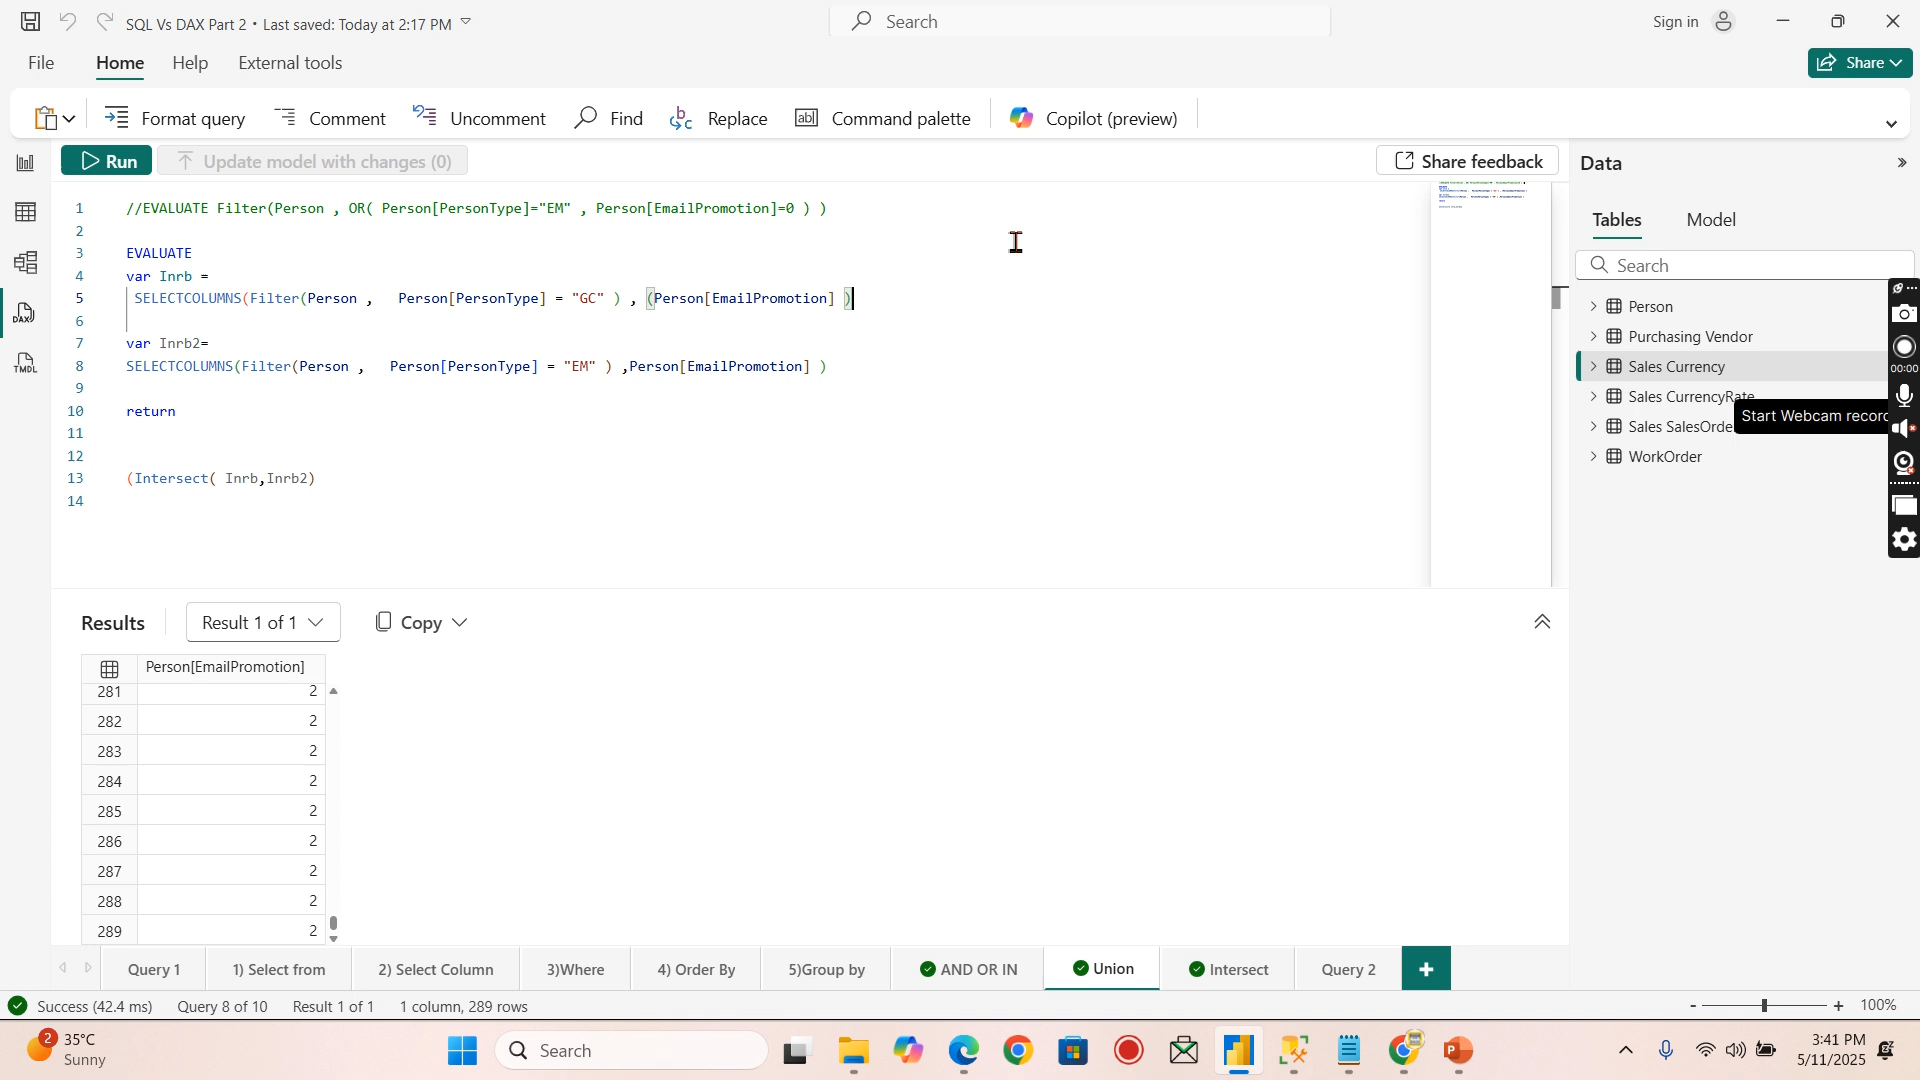 SQL Vs DAX Part 2 • Last saved: Today at 2:17 PM
Search
Sign in
File
Home
Help
External tools
Share
Format query
Comment
Uncomment
Find
Replace
Command palette
Copilot (preview)
Run
Update model with changes (0)
Share feedback
Data
Tables
Model
Search
Person
Purchasing Vendor
Sales Currency
Sales CurrencyRate
Sales SalesOrde
WorkOrder
00:00
Start Webcam record
1 //EVALUATE Filter(Person , OR( Person[PersonType]="EM" , Person[EmailPromotion]=0 ) )
2
3 EVALUATE
4 var Inrb =
5 SELECTCOLUMNS(Filter(Person ,   Person[PersonType] = "GC" ) , (Person[EmailPromotion] )
6
7 var Inrb2=
8 SELECTCOLUMNS(Filter(Person ,   Person[PersonType] = "EM" ) ,Person[EmailPromotion] )
9
10 return
11
12
13 (Intersect( Inrb,Inrb2)
14
Results
Result 1 of 1
Copy
Person[EmailPromotion]
281 2
282 2
283 2
284 2
285 2
286 2
287 2
288 2
289 2
Query 1
1) Select from
2) Select Column
3)Where
4) Order By
5)Group by
AND OR IN
Union
Intersect
Query 2
+
Success (42.4 ms)
Query 8 of 10
Result 1 of 1
1 column, 289 rows
- + 100%
2
35°C
Sunny
Search
3:41 PM
5/11/2025